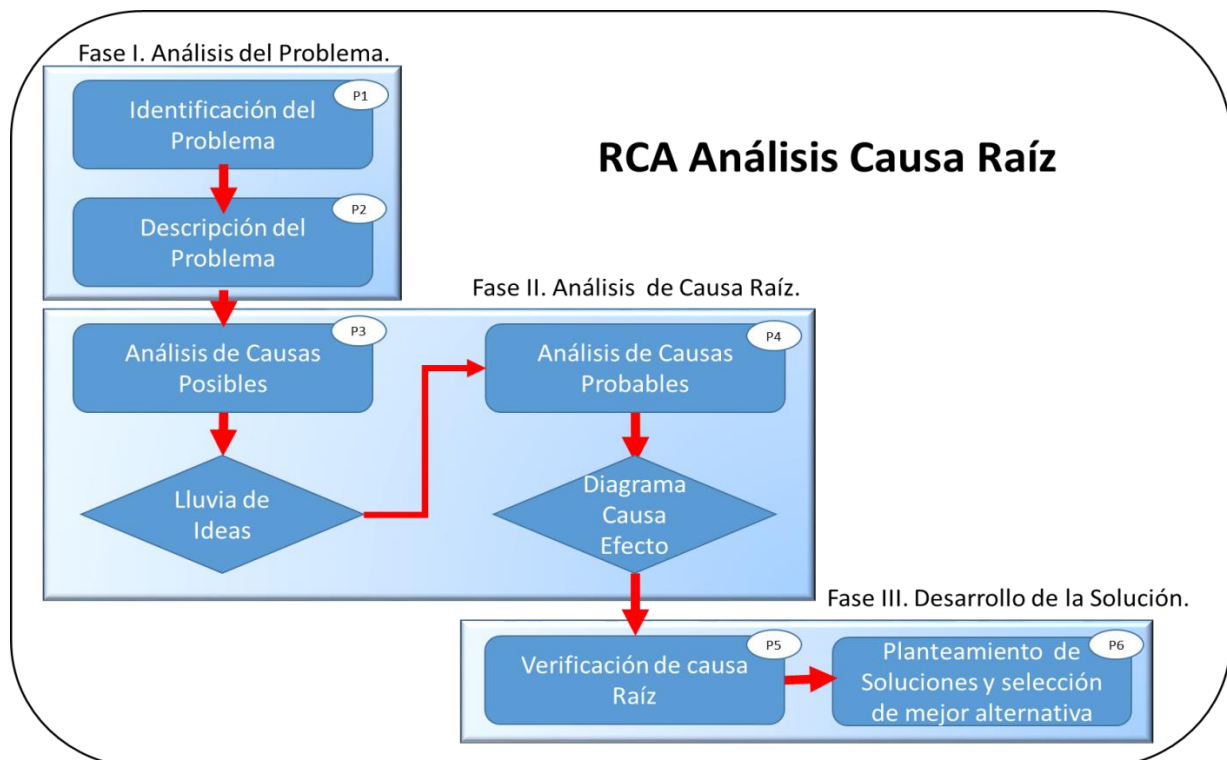 Fase I. Análisis del Problema.
P1
Identificación del
Problema
RCA Análisis Causa Raíz
P2
Descripción del
Problema
Fase II. Análisis de Causa Raíz.
P3
Análisis de Causas
Posibles
P4
Análisis de Causas
Probables
Lluvia de
Ideas
Diagrama
Causa
Efecto
Fase III. Desarrollo de la Solución.
P5
Verificación de causa
Raíz
P6
Planteamiento de
Soluciones y selección
de mejor alternativa